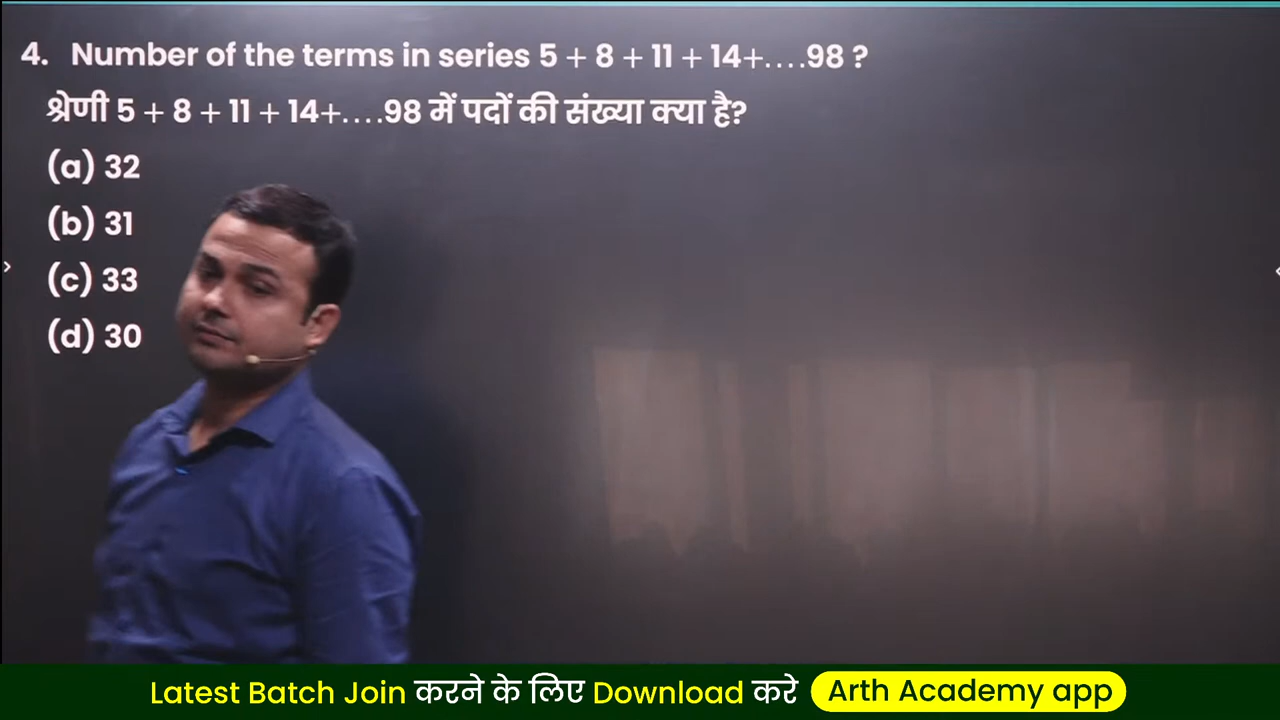 4. Number of the terms in series 5 + 8 + 11 + 14+....98 ?
श्रेणी 5 + 8 + 11 + 14+....98 में पदों की संख्या क्या है?
(a) 32
(b) 31
(c) 33
(d) 30
Latest Batch Join करने के लिए Download करे Arth Academy app